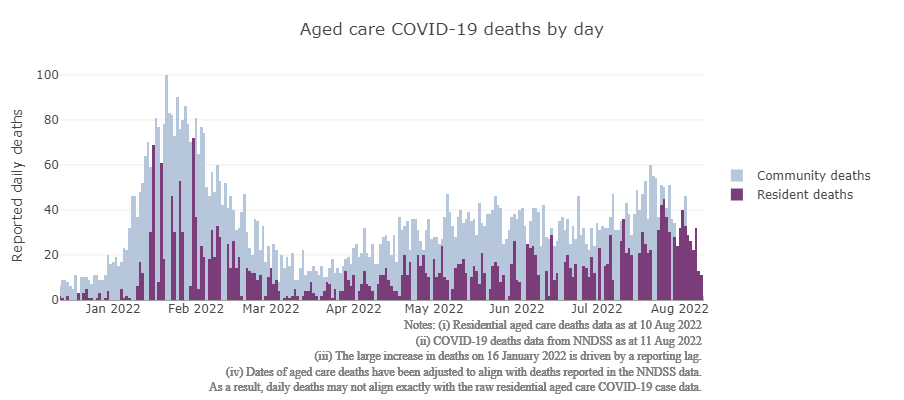 Aged care COVID-19 deaths by day
Reported daily deaths
100
80
60
40
20
0
Jan 2022
Feb 2022
Mar 2022
Apr 2022
May 2022
Jun 2022
Jul 2022
Aug 2022
Community deaths
Resident deaths
Notes: (i) Residential aged care deaths data as at 10 Aug 2022
(ii) COVID-19 deaths data from NNDSS as at 11 Aug 2022
(iii) The large increase in deaths on 16 January 2022 is driven by a reporting lag.
(iv) Dates of aged care deaths have been adjusted to align with deaths reported in the NNDSS data.
As a result, daily deaths may not align exactly with the raw residential aged care COVID-19 case data.